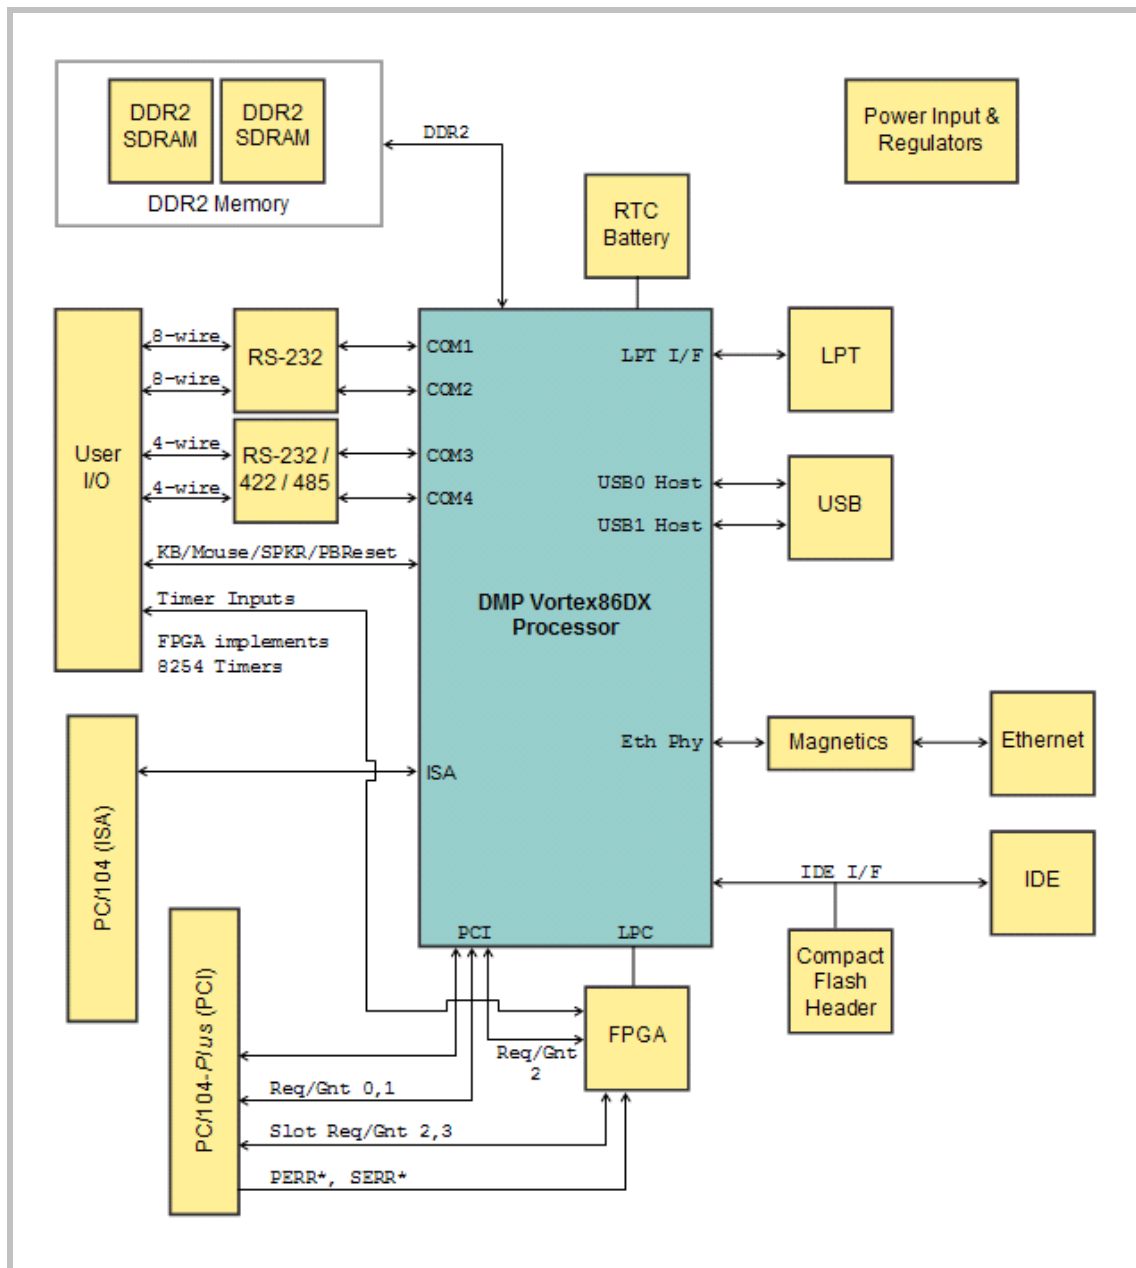 DDR2
SDRAM
DDR2
SDRAM
DDR2 Memory
DDR2
Power Input &
Regulators
RTC
Battery
User
I/O
8-wire
8-wire
RS-232
COM1
COM2
4-wire
4-wire
RS-232 /
422 / 485
COM3
COM4
KB/Mouse/SPKR/PBReset
Timer Inputs
FPGA implements
8254 Timers
LPT I/F
LPT
USB0 Host
USB1 Host
USB
DMP Vortex86DX
Processor
Eth Phy
Magnetics
Ethernet
ISA
PC/104 (ISA)
IDE I/F
IDE
Compact
Flash
Header
PCI
LPC
FPGA
Req/Gnt
2
PC/104-Plus (PCI)
Req/Gnt 0,1
Slot Req/Gnt 2,3
PERR*, SERR*